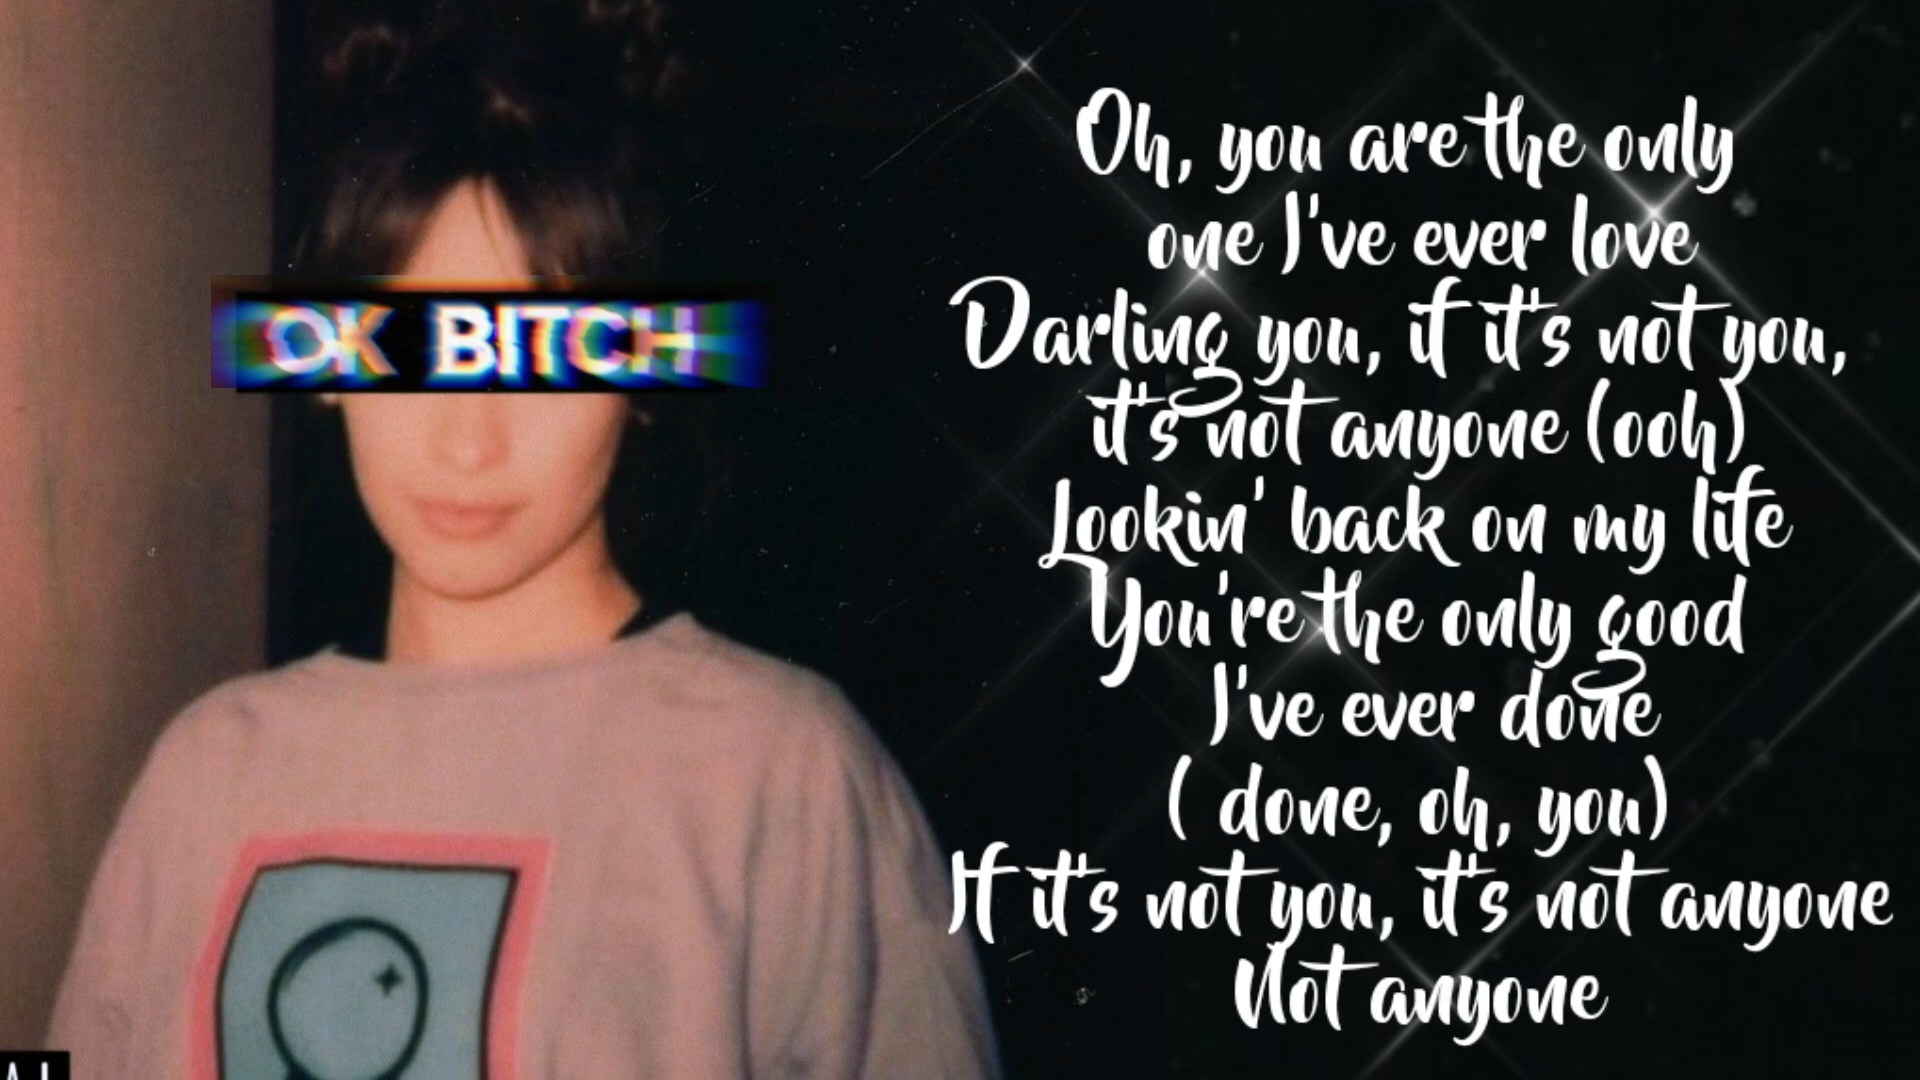 OK BITCH
Oh, you are the only
one I've ever love
Darling you, if it's not you,
it's not anyone (ooh)
Lookin' back on my life
You're the only good
I've ever done
( done, oh, you)
If it's not you, it's not anyone
Not anyone